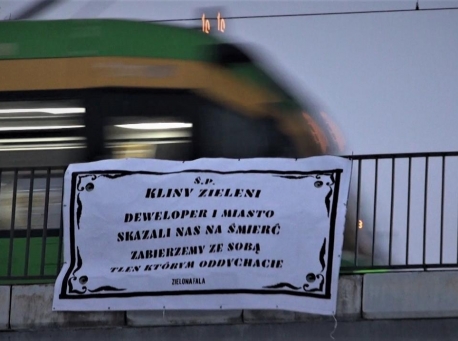 Ś.P.
KLINY ZIELENI
DEWELOPER I MIASTO
SKAZALI NAS NA ŚMIERĆ
ZABIERZEMY ZE SOBĄ
TLEN KTÓRYM ODDYCHACIE
ZIELONAFALA